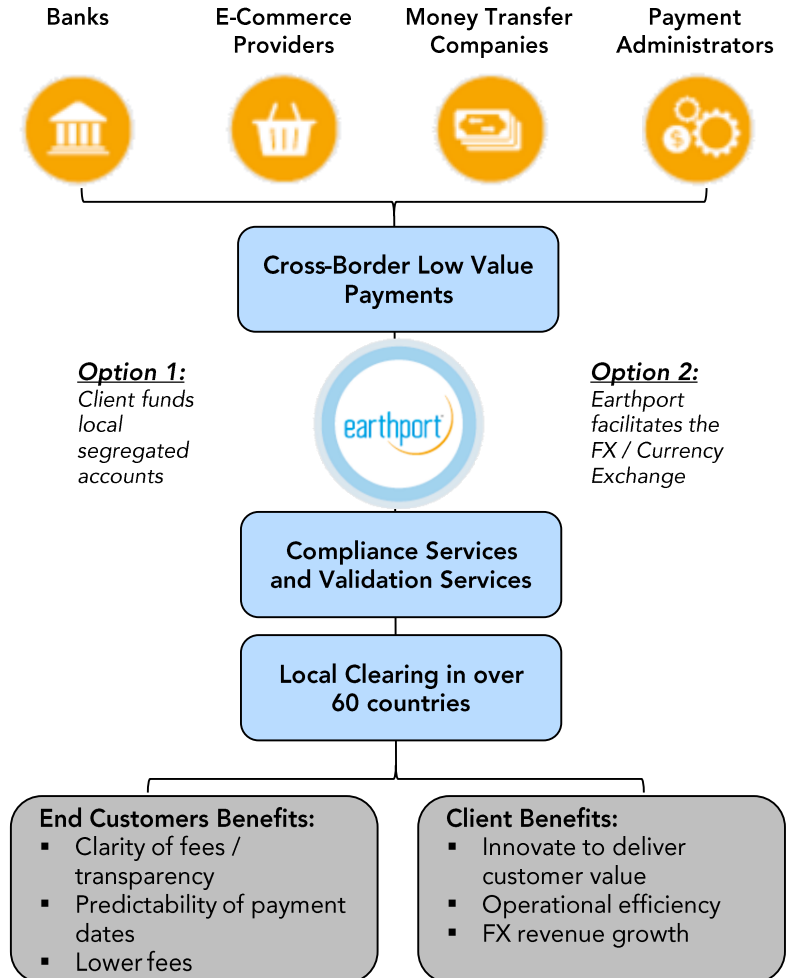 Banks
E-Commerce
Providers
Money Transfer
Companies
Payment
Administrators
$
Cross-Border Low Value
Payments
Option 1:
Client funds
local
segregated
accounts
earthport
Option 2:
Earthport
facilitates the
FX / Currency
Exchange
Compliance Services
and Validation Services
Local Clearing in over
60 countries
End Customers Benefits:
▪ Clarity of fees /
transparency
▪ Predictability of payment
dates
▪ Lower fees
Client Benefits:
▪ Innovate to deliver
customer value
▪ Operational efficiency
▪ FX revenue growth